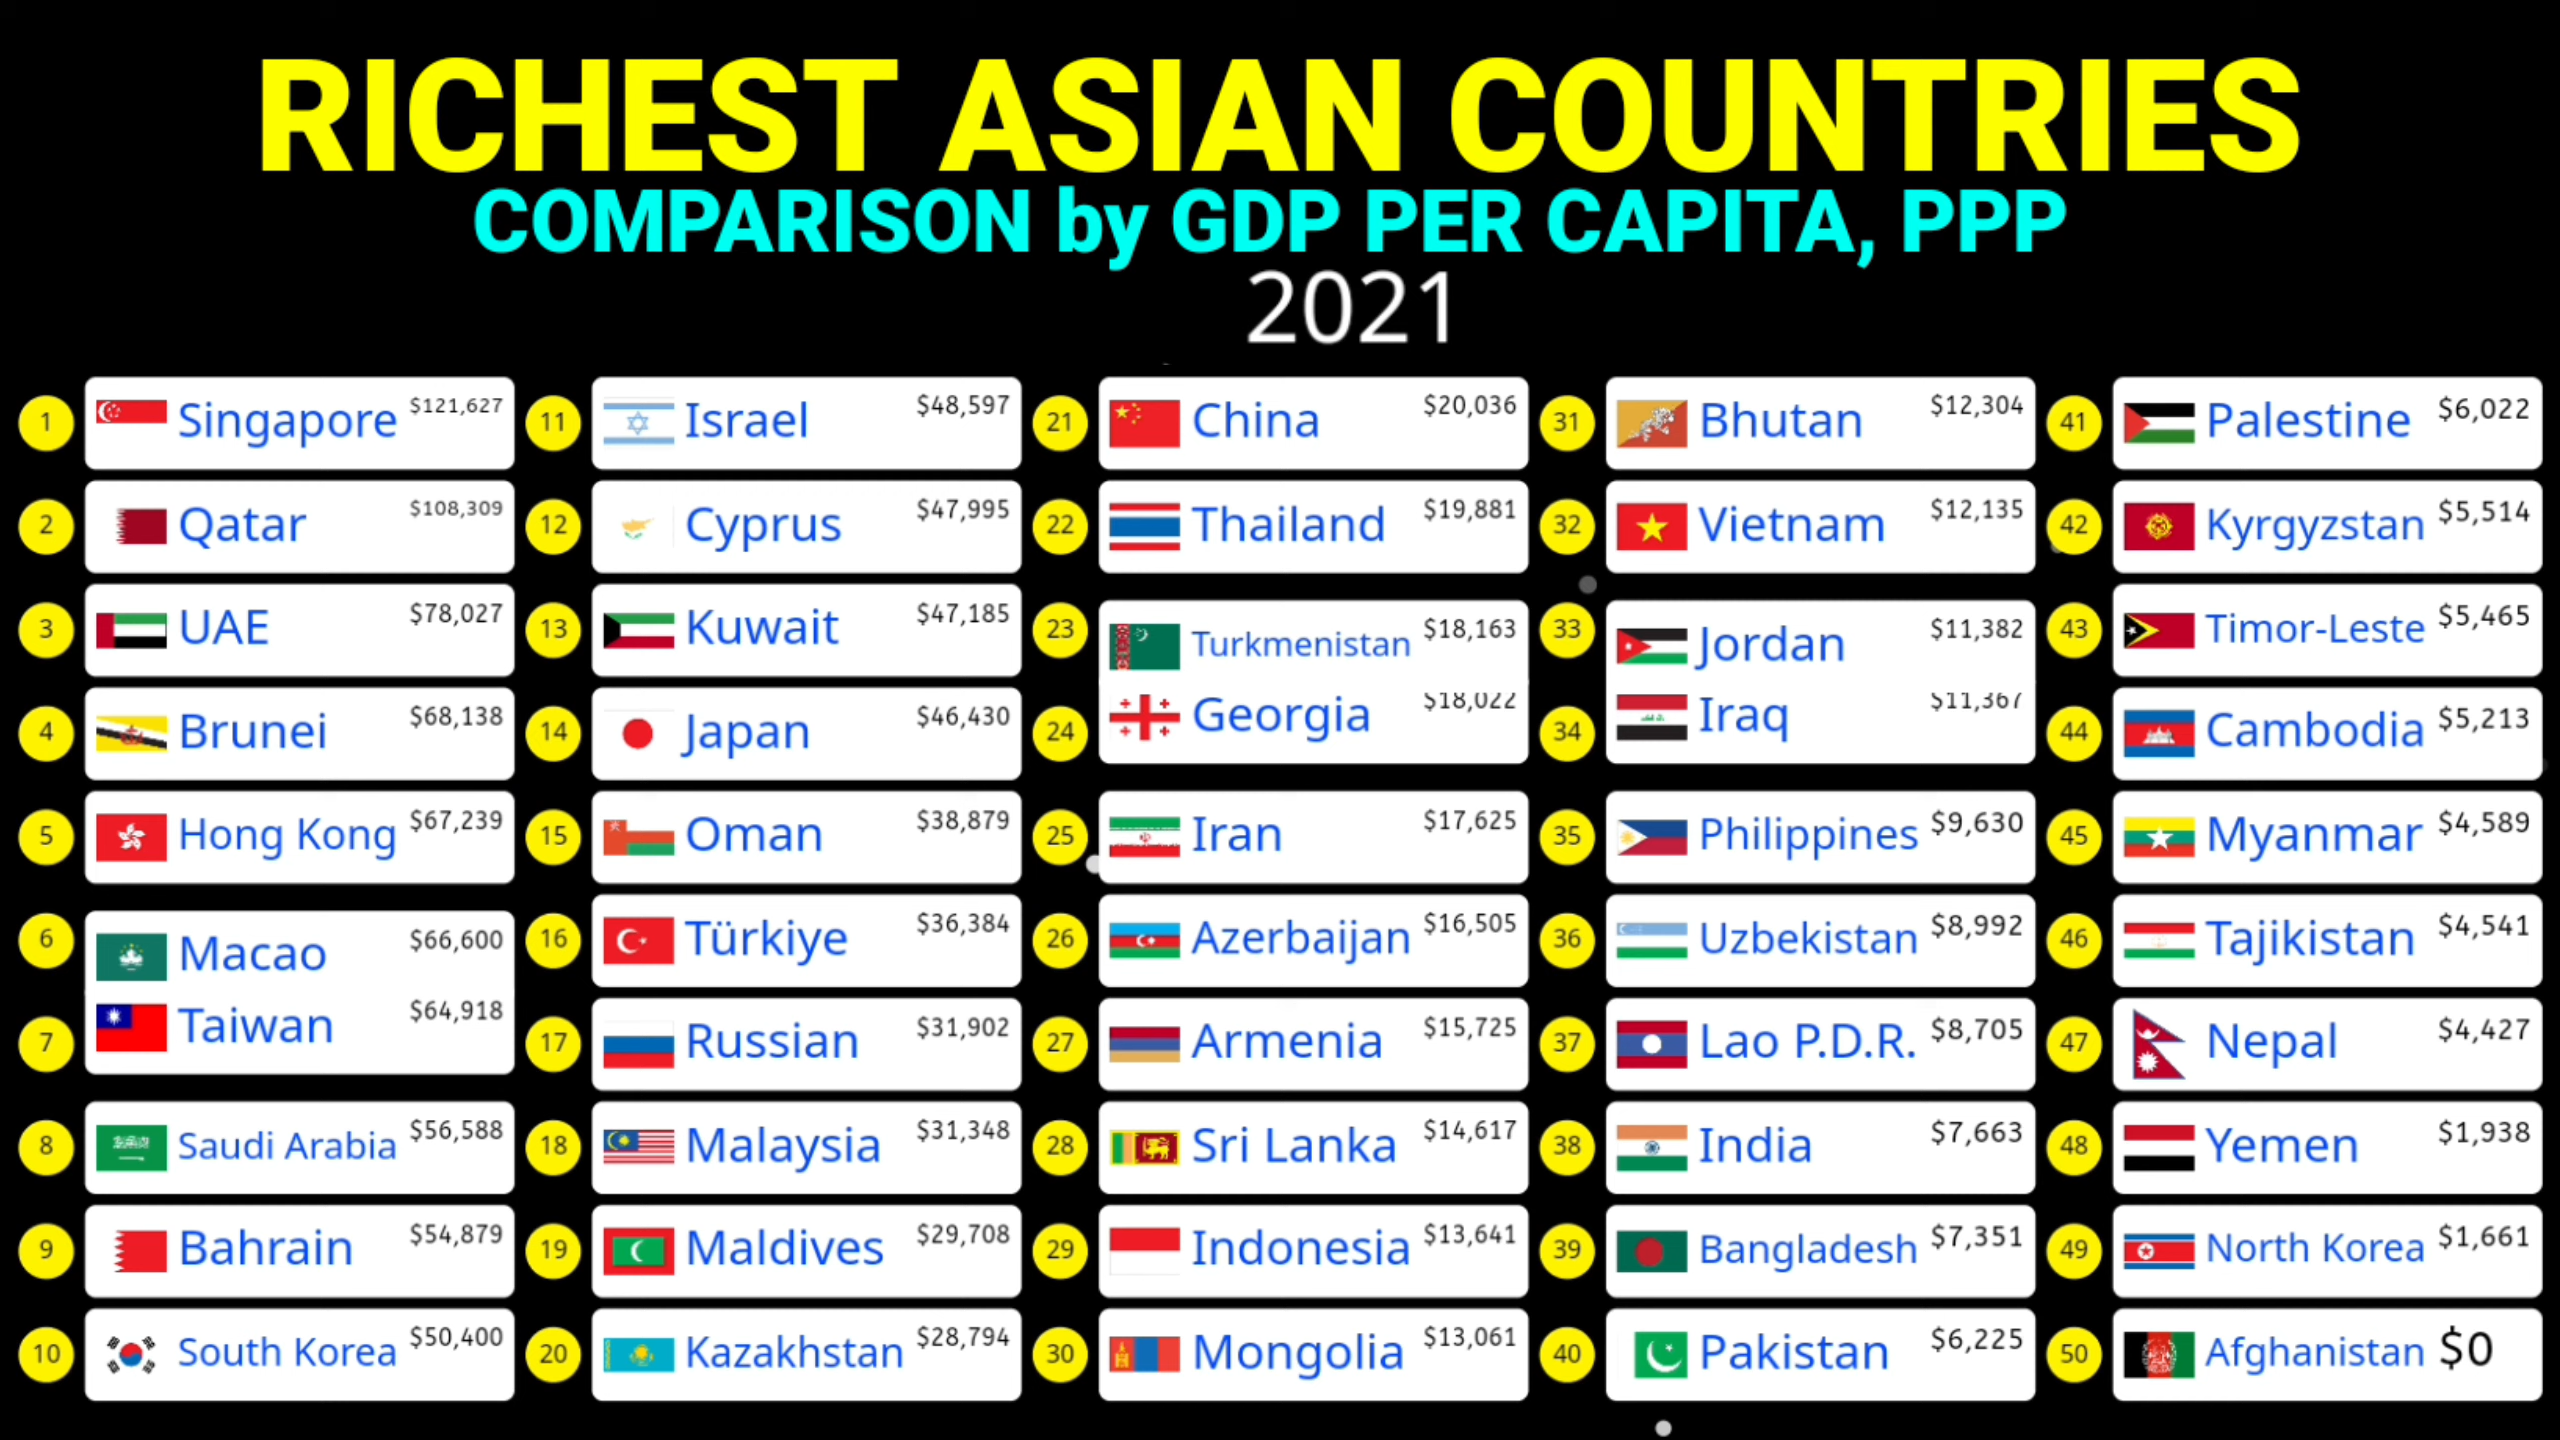 RICHEST ASIAN COUNTRIES
COMPARISON by GDP PER CAPITA, PPP
2021
1 Singapore $121,627
2 Qatar $108,309
3 UAE $78,027
4 Brunei $68,138
5 Hong Kong $67,239
6 Macao $66,600
7 Taiwan $64,918
8 Saudi Arabia $56,588
9 Bahrain $54,879
10 South Korea $50,400
11 Israel $48,597
12 Cyprus $47,995
13 Kuwait $47,185
14 Japan $46,430
15 Oman $38,879
16 Türkiye $36,384
17 Russian $31,902
18 Malaysia $31,348
19 Maldives $29,708
20 Kazakhstan $28,794
21 China $20,036
22 Thailand $19,881
23 Turkmenistan $18,163
24 Georgia $18,022
25 Iran $17,625
26 Azerbaijan $16,505
27 Armenia $15,725
28 Sri Lanka $14,617
29 Indonesia $13,641
30 Mongolia $13,061
31 Bhutan $12,304
32 Vietnam $12,135
33 Jordan $11,382
34 Iraq $11,367
35 Philippines $9,630
36 Uzbekistan $8,992
37 Lao P.D.R. $8,705
38 India $7,663
39 Bangladesh $7,351
40 Pakistan $6,225
41 Palestine $6,022
42 Kyrgyzstan $5,514
43 Timor-Leste $5,465
44 Cambodia $5,213
45 Myanmar $4,589
46 Tajikistan $4,541
47 Nepal $4,427
48 Yemen $1,938
49 North Korea $1,661
50 Afghanistan $0